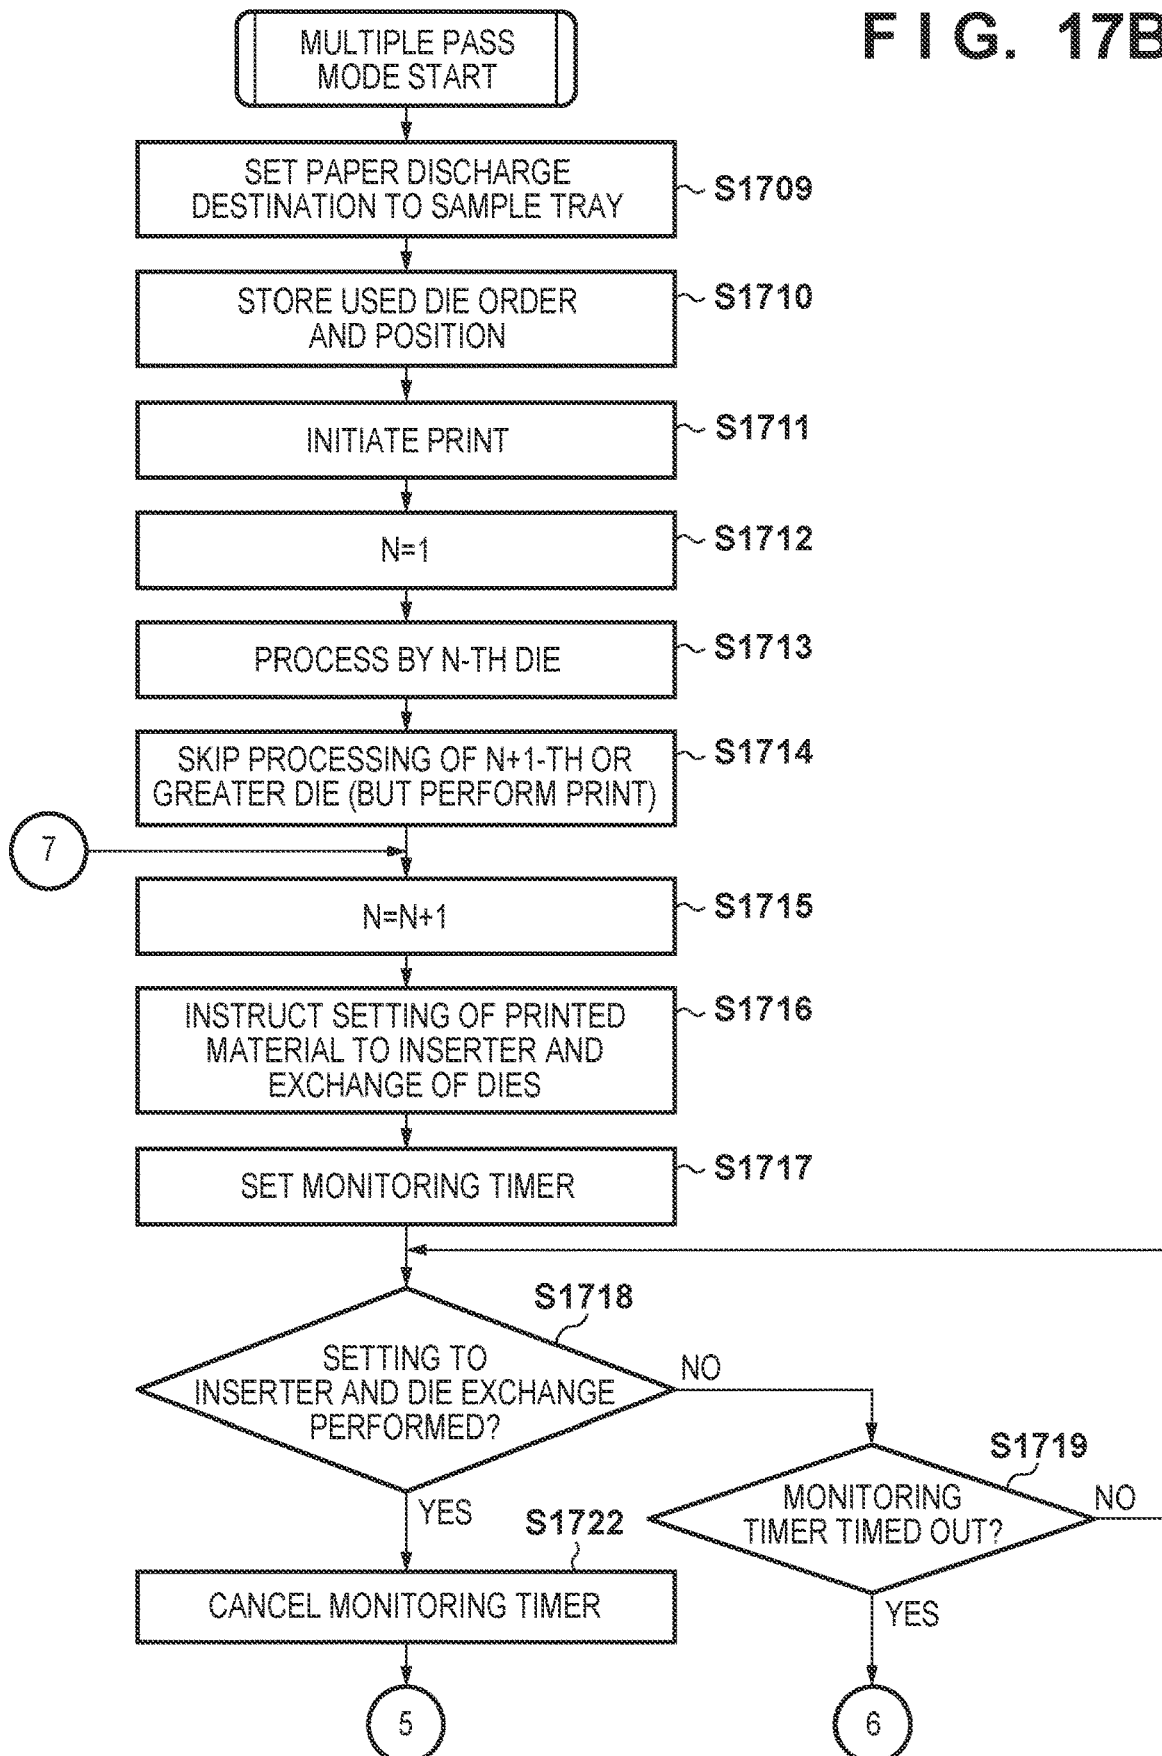 FIG. 17B
MULTIPLE PASS
MODE START
SET PAPER DISCHARGE
DESTINATION TO SAMPLE TRAY
S1709
STORE USED DIE ORDER
AND POSITION
S1710
INITIATE PRINT
S1711
N=1
S1712
PROCESS BY N-TH DIE
S1713
SKIP PROCESSING OF N+1-TH OR
GREATER DIE (BUT PERFORM PRINT)
S1714
7
N=N+1
S1715
INSTRUCT SETTING OF PRINTED
MATERIAL TO INSERTER AND
EXCHANGE OF DIES
S1716
SET MONITORING TIMER
S1717
S1718
SETTING TO
INSERTER AND DIE EXCHANGE
PERFORMED?
NO
YES
S1719
MONITORING
TIMER TIMED OUT?
NO
YES
S1722
CANCEL MONITORING TIMER
5
6